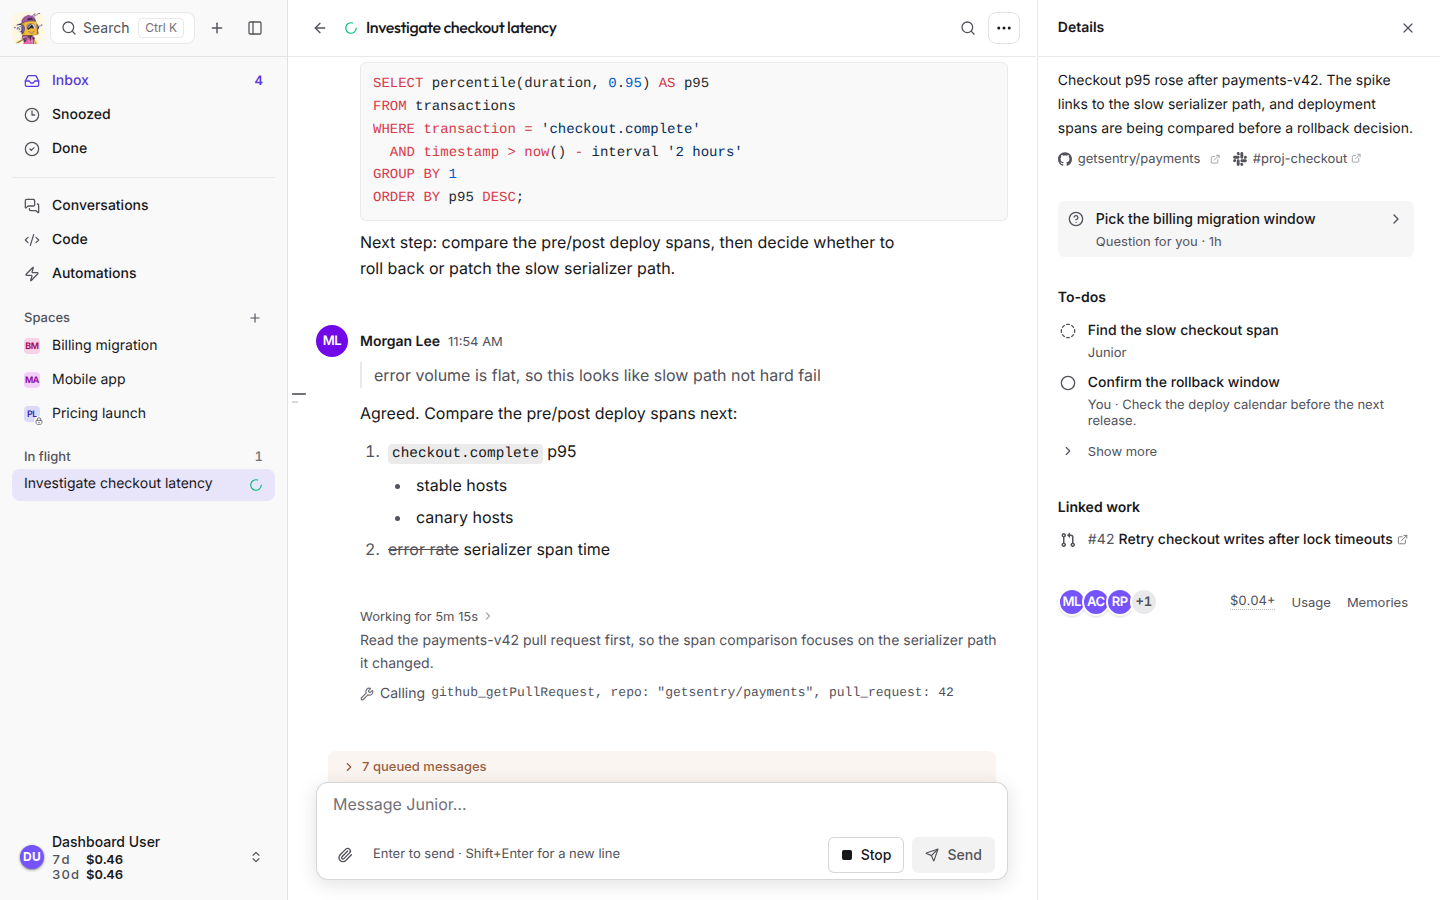 Search Ctrl K
Inbox 4
Snoozed
Done
Conversations
Code
Automations
Spaces
BM Billing migration
MA Mobile app
PL Pricing launch
In flight 1
Investigate checkout latency
DU Dashboard User
7d $0.46
30d $0.46
Investigate checkout latency
SELECT percentile(duration, 0.95) AS p95
FROM transactions
WHERE transaction = 'checkout.complete'
AND timestamp > now() - interval '2 hours'
GROUP BY 1
ORDER BY p95 DESC;
Next step: compare the pre/post deploy spans, then decide whether to
roll back or patch the slow serializer path.
ML Morgan Lee 11:54 AM
error volume is flat, so this looks like slow path not hard fail
Agreed. Compare the pre/post deploy spans next:
1. checkout.complete p95
• stable hosts
• canary hosts
2. error rate serializer span time
Working for 5m 15s
Read the payments-v42 pull request first, so the span comparison focuses on the serializer path
it changed.
Calling github_getPullRequest, repo: "getsentry/payments", pull_request: 42
7 queued messages
Message Junior...
Enter to send · Shift+Enter for a new line
Stop
Send
Details
Checkout p95 rose after payments-v42. The spike
links to the slow serializer path, and deployment
spans are being compared before a rollback decision.
getsentry/payments #proj-checkout
Pick the billing migration window
Question for you · 1h
To-dos
Find the slow checkout span
Junior
Confirm the rollback window
You · Check the deploy calendar before the next
release.
Show more
Linked work
#42 Retry checkout writes after lock timeouts
ML AC RP +1 $0.04+ Usage Memories